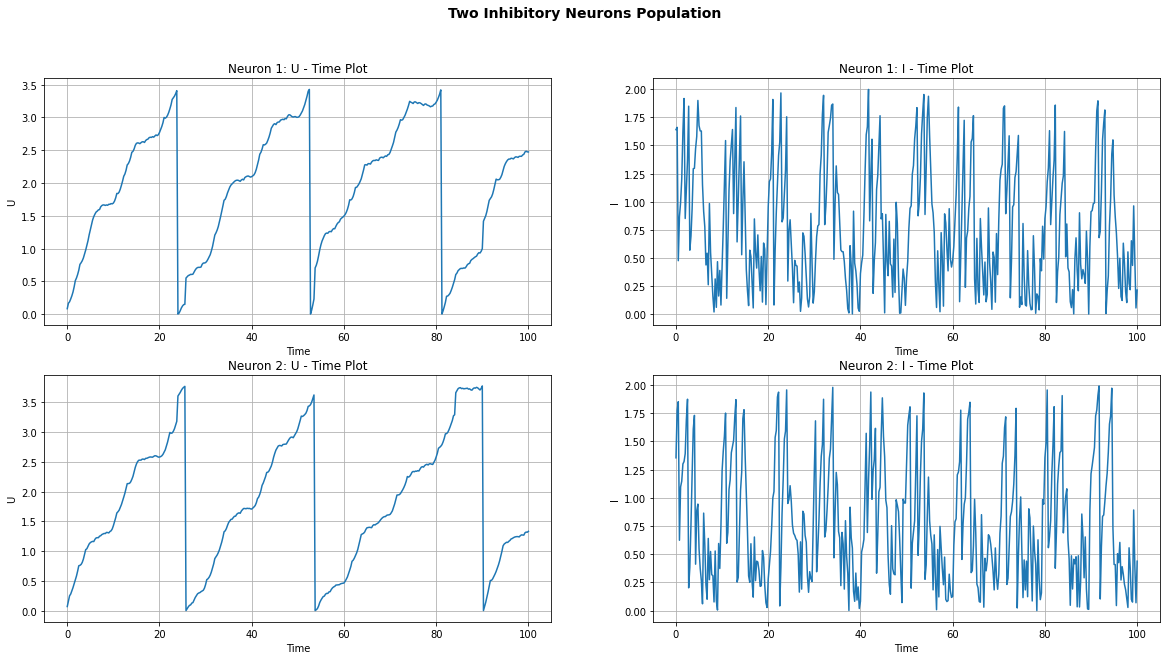 Two Inhibitory Neurons Population
Neuron 1: U - Time Plot
3.5
3.0
2.5
2.0
1.5
1.0
0.5
0.0
U
0 20 40 60 80 100
Time
Neuron 1: I - Time Plot
2.00
1.75
1.50
1.25
1.00
0.75
0.50
0.25
0.00
I
0 20 40 60 80 100
Time
Neuron 2: U - Time Plot
3.5
3.0
2.5
2.0
1.5
1.0
0.5
0.0
U
0 20 40 60 80 100
Time
Neuron 2: I - Time Plot
2.00
1.75
1.50
1.25
1.00
0.75
0.50
0.25
0.00
I
0 20 40 60 80 100
Time